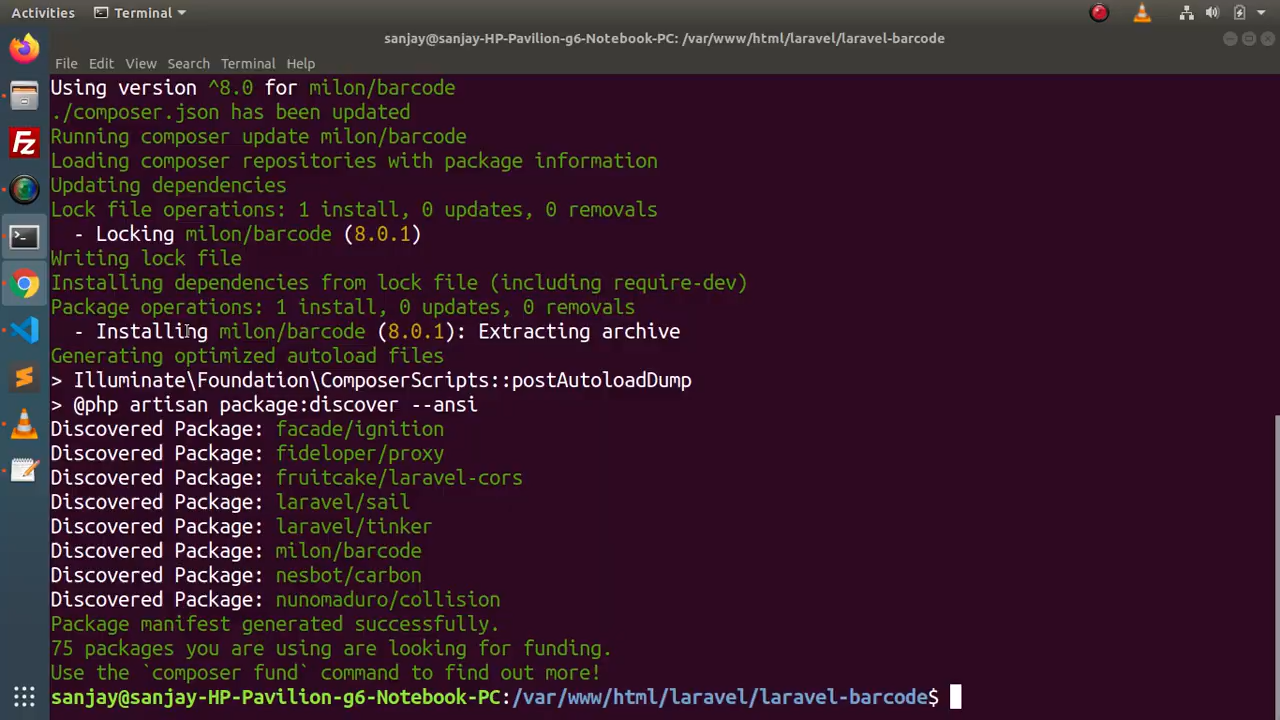 Activities
Terminal
sanjay@sanjay-HP-Pavilion-g6-Notebook-PC: /var/www/html/laravel/laravel-barcode
File Edit View Search Terminal Help
Using version ^8.0 for milon/barcode
./composer.json has been updated
Running composer update milon/barcode
Loading composer repositories with package information
Updating dependencies
Lock file operations: 1 install, 0 updates, 0 removals
- Locking milon/barcode (8.0.1)
Writing lock file
Installing dependencies from lock file (including require-dev)
Package operations: 1 install, 0 updates, 0 removals
- Installing milon/barcode (8.0.1): Extracting archive
Generating optimized autoload files
> Illuminate\Foundation\ComposerScripts::postAutoloadDump
> @php artisan package:discover --ansi
Discovered Package: facade/ignition
Discovered Package: fideloper/proxy
Discovered Package: fruitcake/laravel-cors
Discovered Package: laravel/sail
Discovered Package: laravel/tinker
Discovered Package: milon/barcode
Discovered Package: nesbot/carbon
Discovered Package: nunomaduro/collision
Package manifest generated successfully.
75 packages you are using are looking for funding.
Use the `composer fund` command to find out more!
sanjay@sanjay-HP-Pavilion-g6-Notebook-PC:/var/www/html/laravel/laravel-barcode$